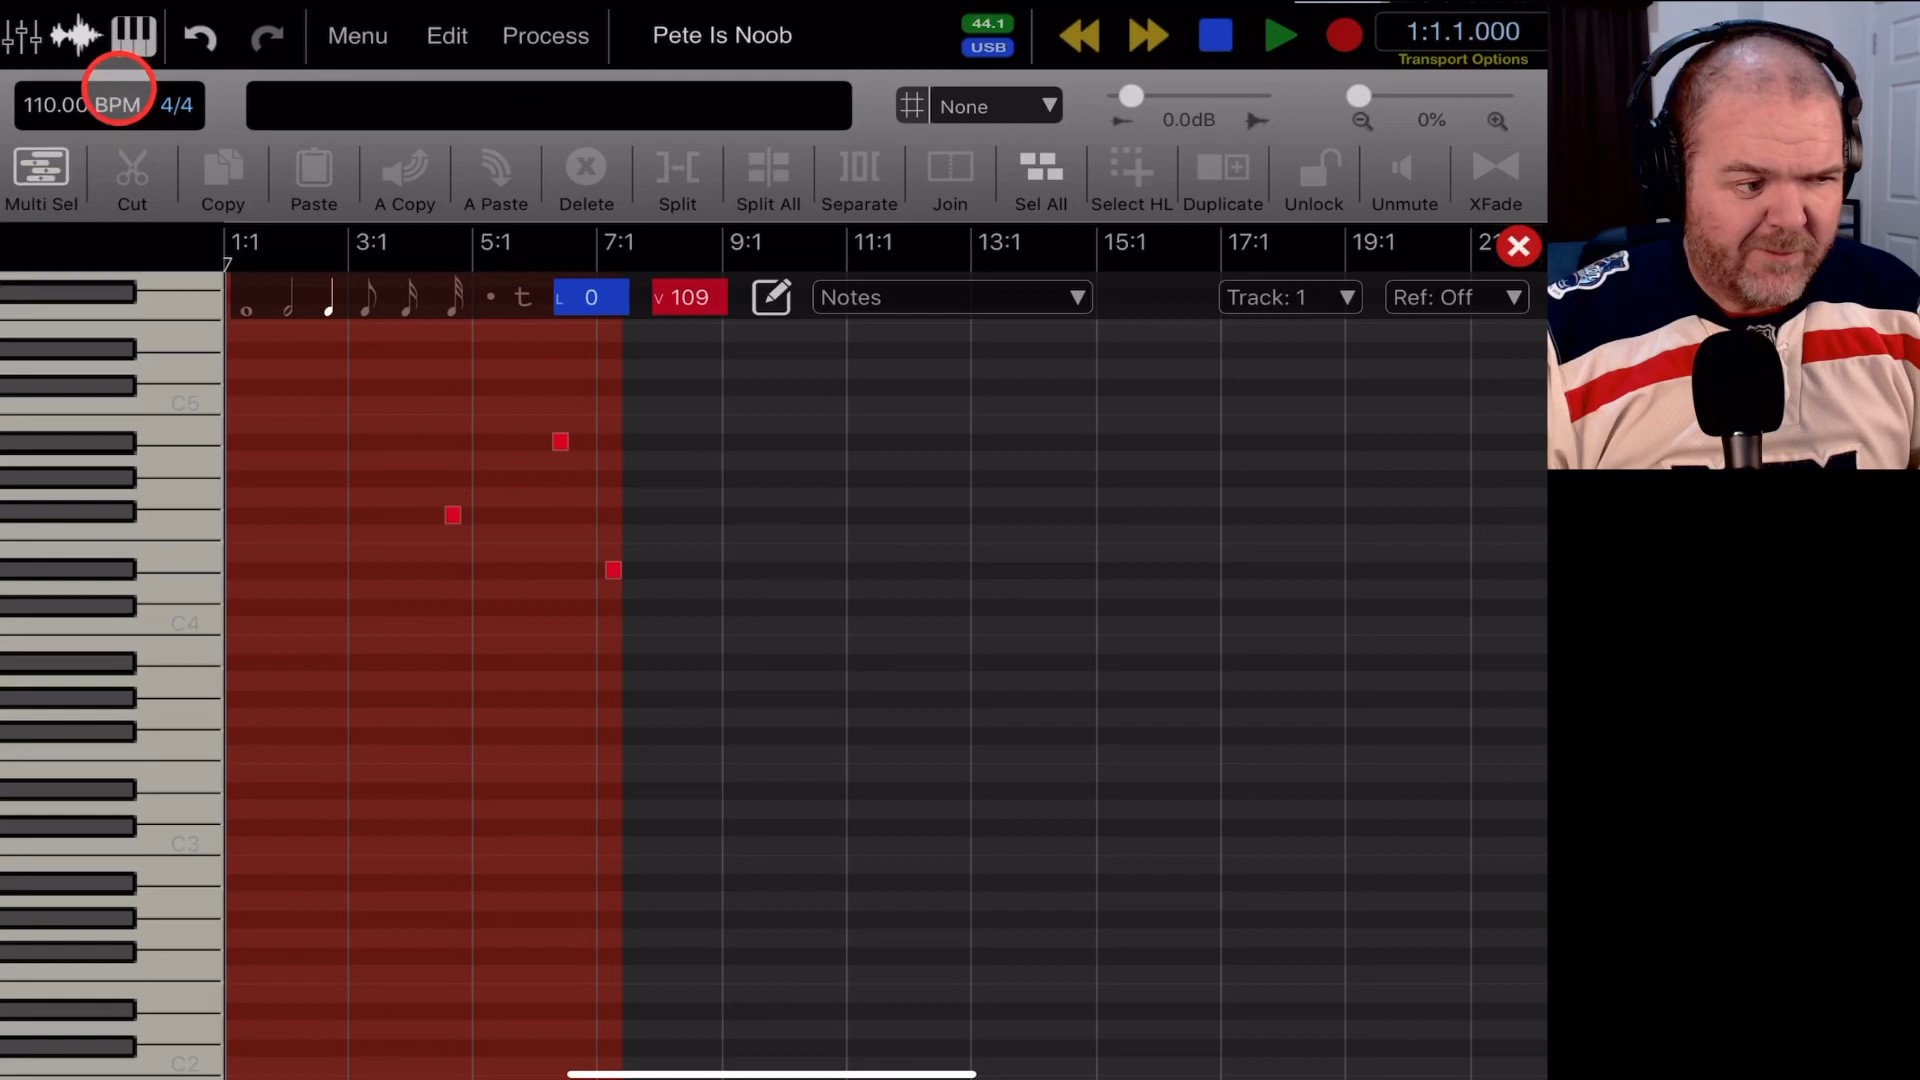 Menu Edit Process Pete Is Noob 44.1 USB 1:1.1.000
Transport Options
110.00 BPM 4/4 None 0.0dB 0%
Multi Sel Cut Copy Paste A Copy A Paste Delete Split Split All Separate Join Sel All Select HL Duplicate Unlock Unmute XFade
1:1 3:1 5:1 7:1 9:1 11:1 13:1 15:1 17:1 19:1 2
7
t L 0 V 109 Notes Track: 1 Ref: Off
C5
C4
C3
C2